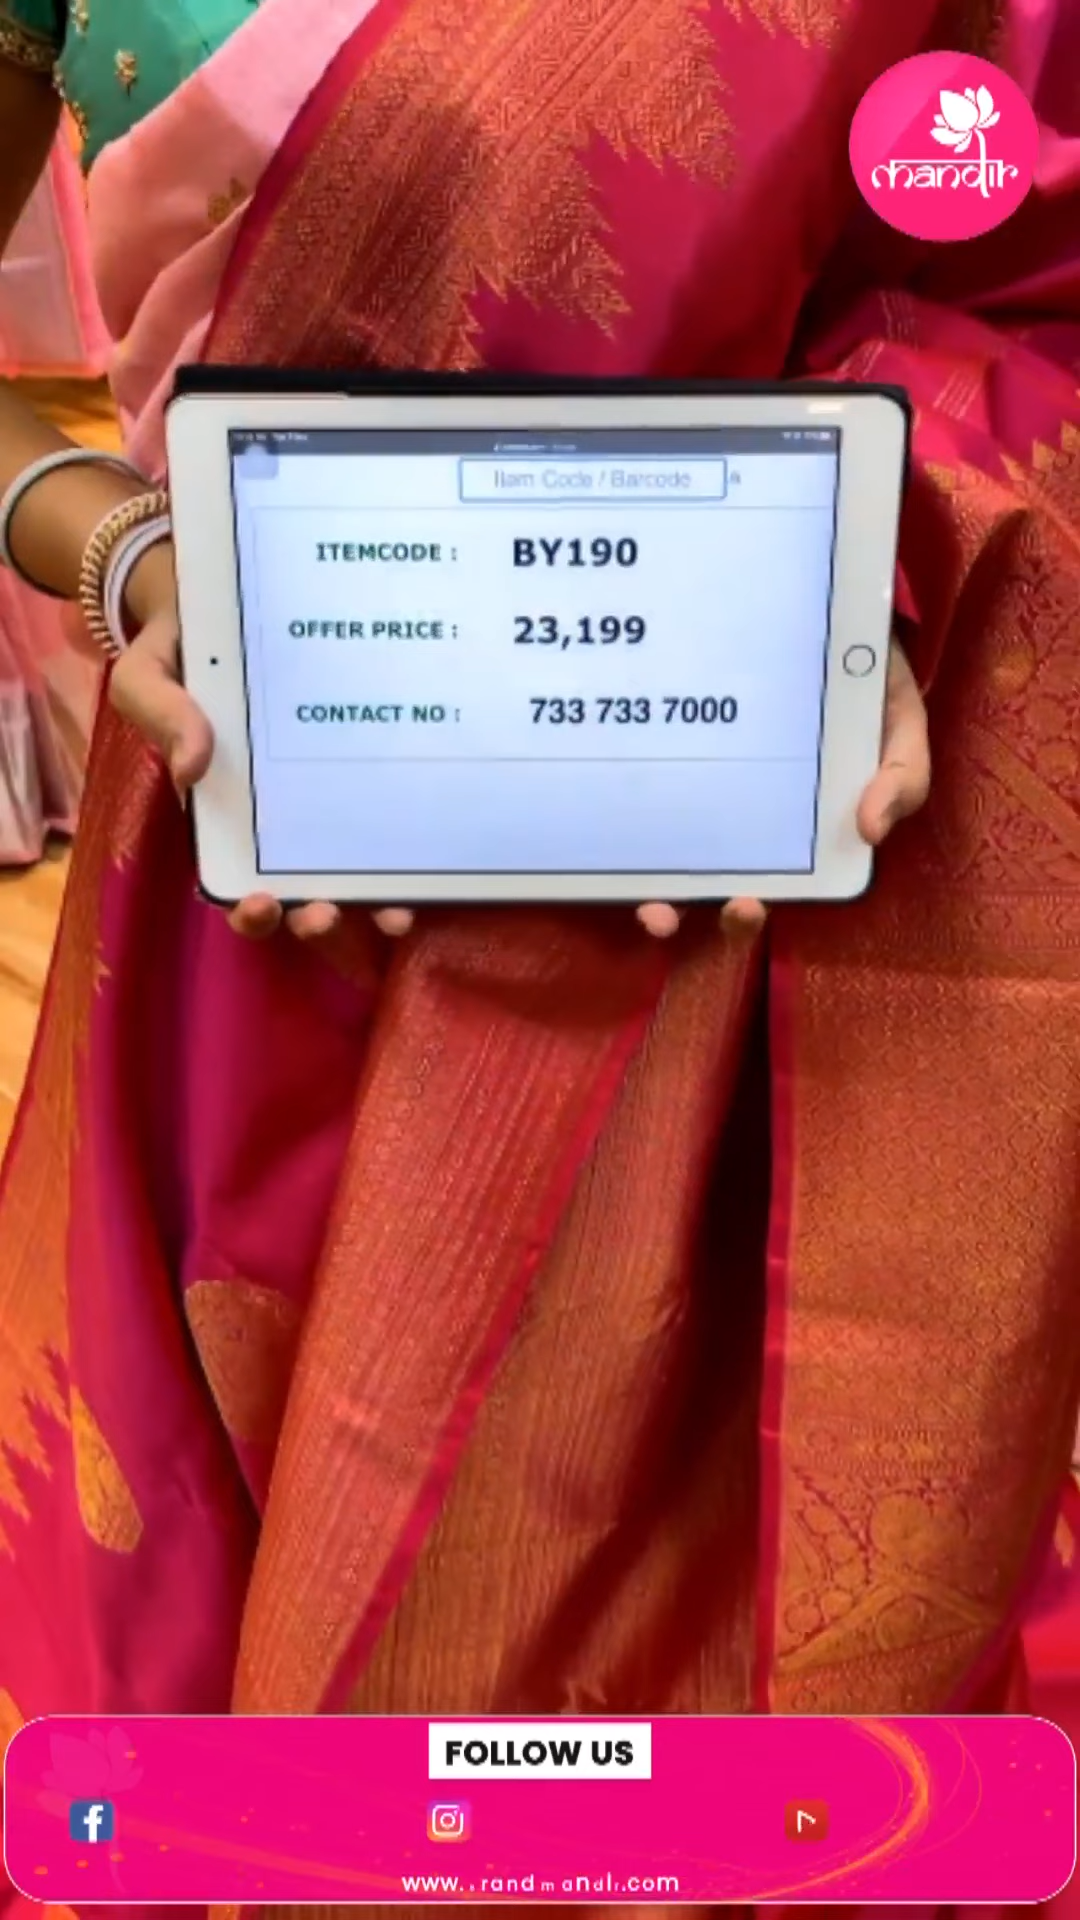 mandir
Item Code / Barcode
ITEMCODE : BY190
OFFER PRICE : 23,199
CONTACT NO : 733 733 7000
FOLLOW US